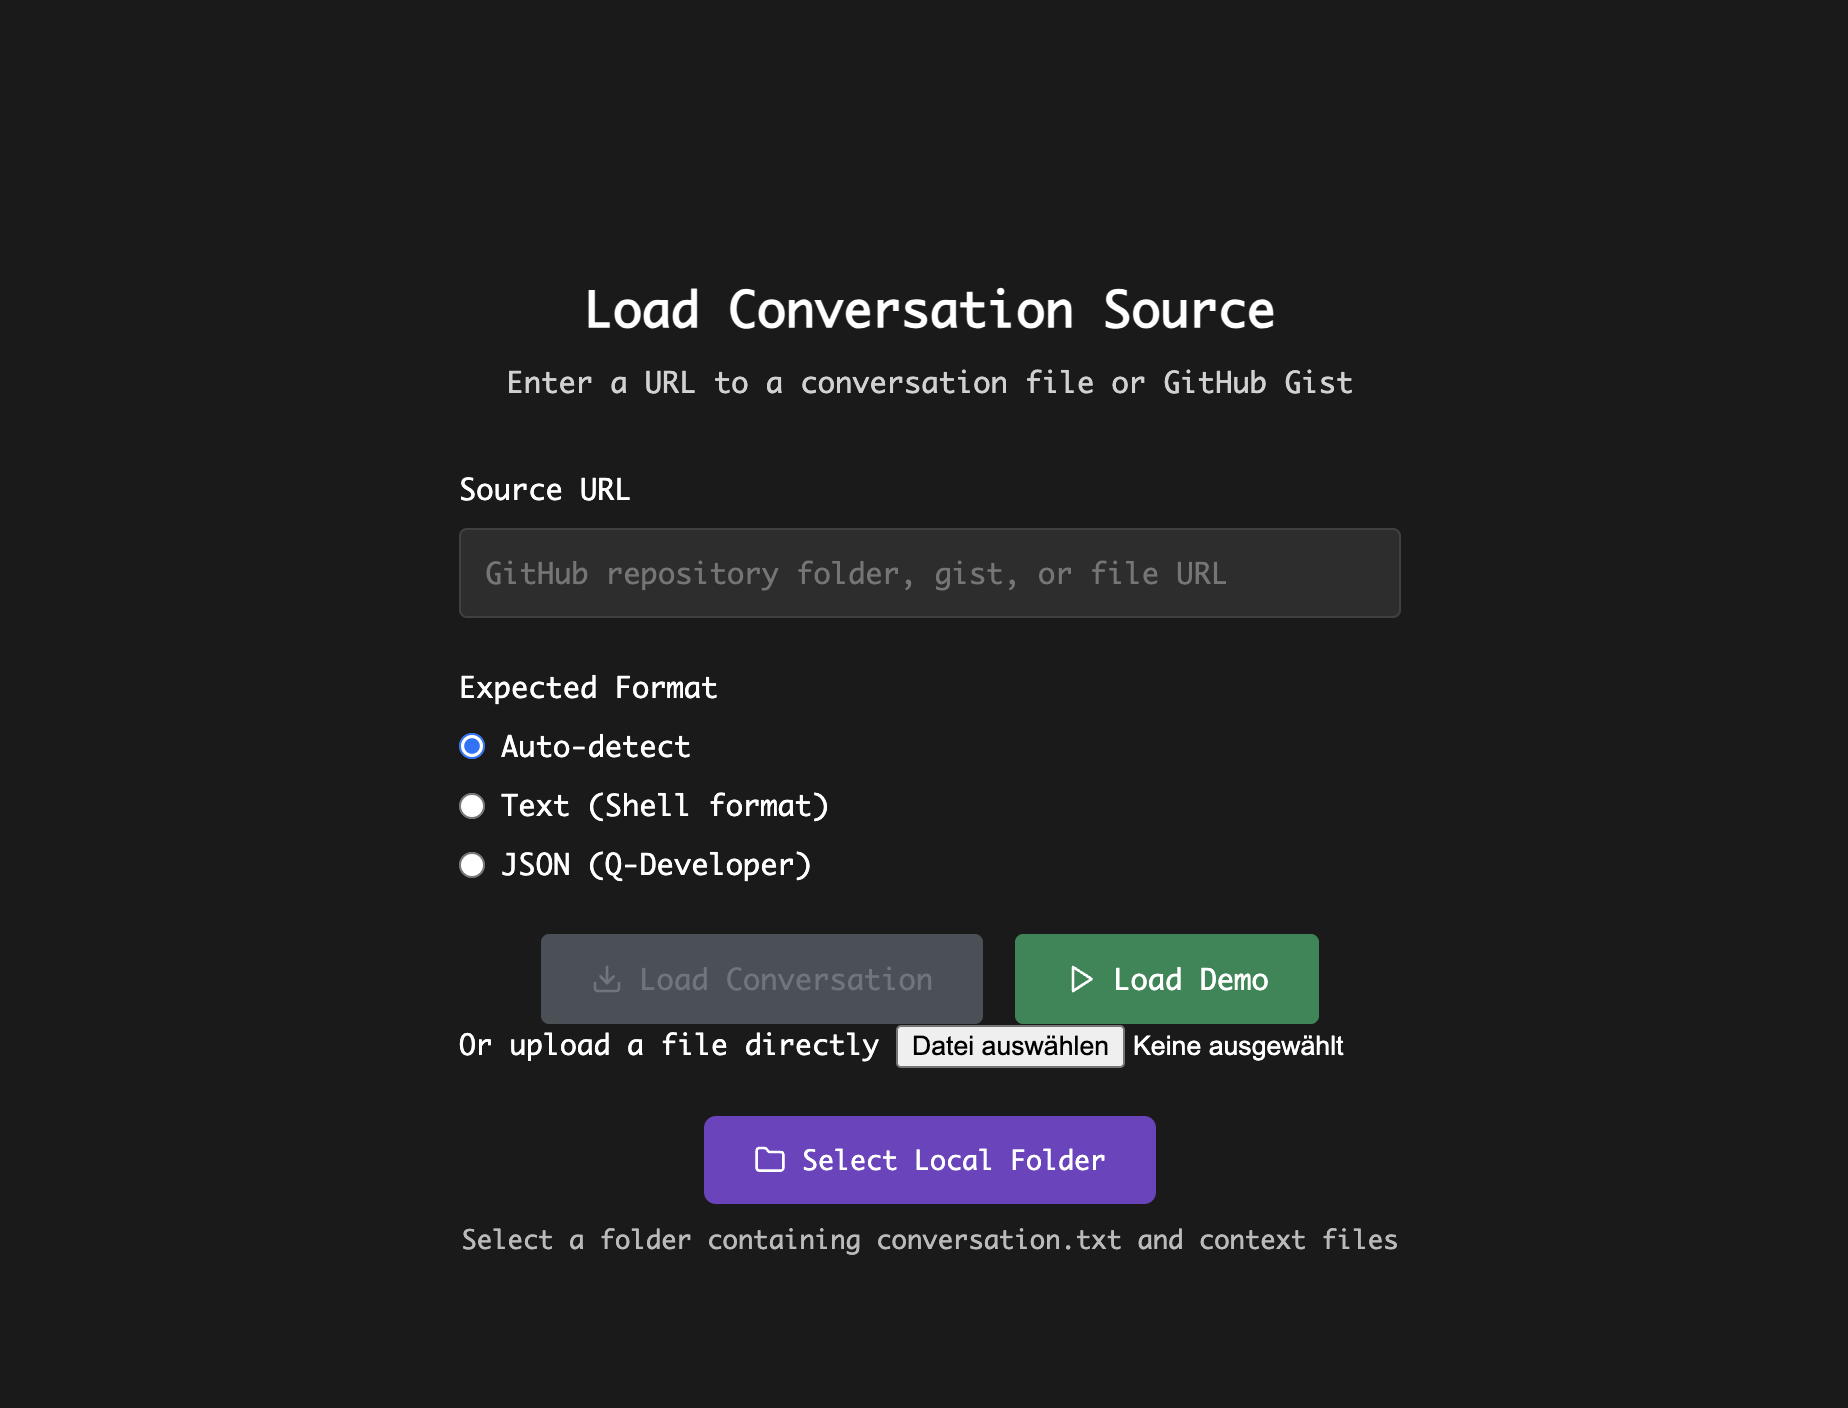 Load Conversation Source
Enter a URL to a conversation file or GitHub Gist
Source URL
GitHub repository folder, gist, or file URL
Expected Format
Auto-detect
Text (Shell format)
JSON (Q-Developer)
Load Conversation
Load Demo
Or upload a file directly Datei auswählen Keine ausgewählt
Select Local Folder
Select a folder containing conversation.txt and context files